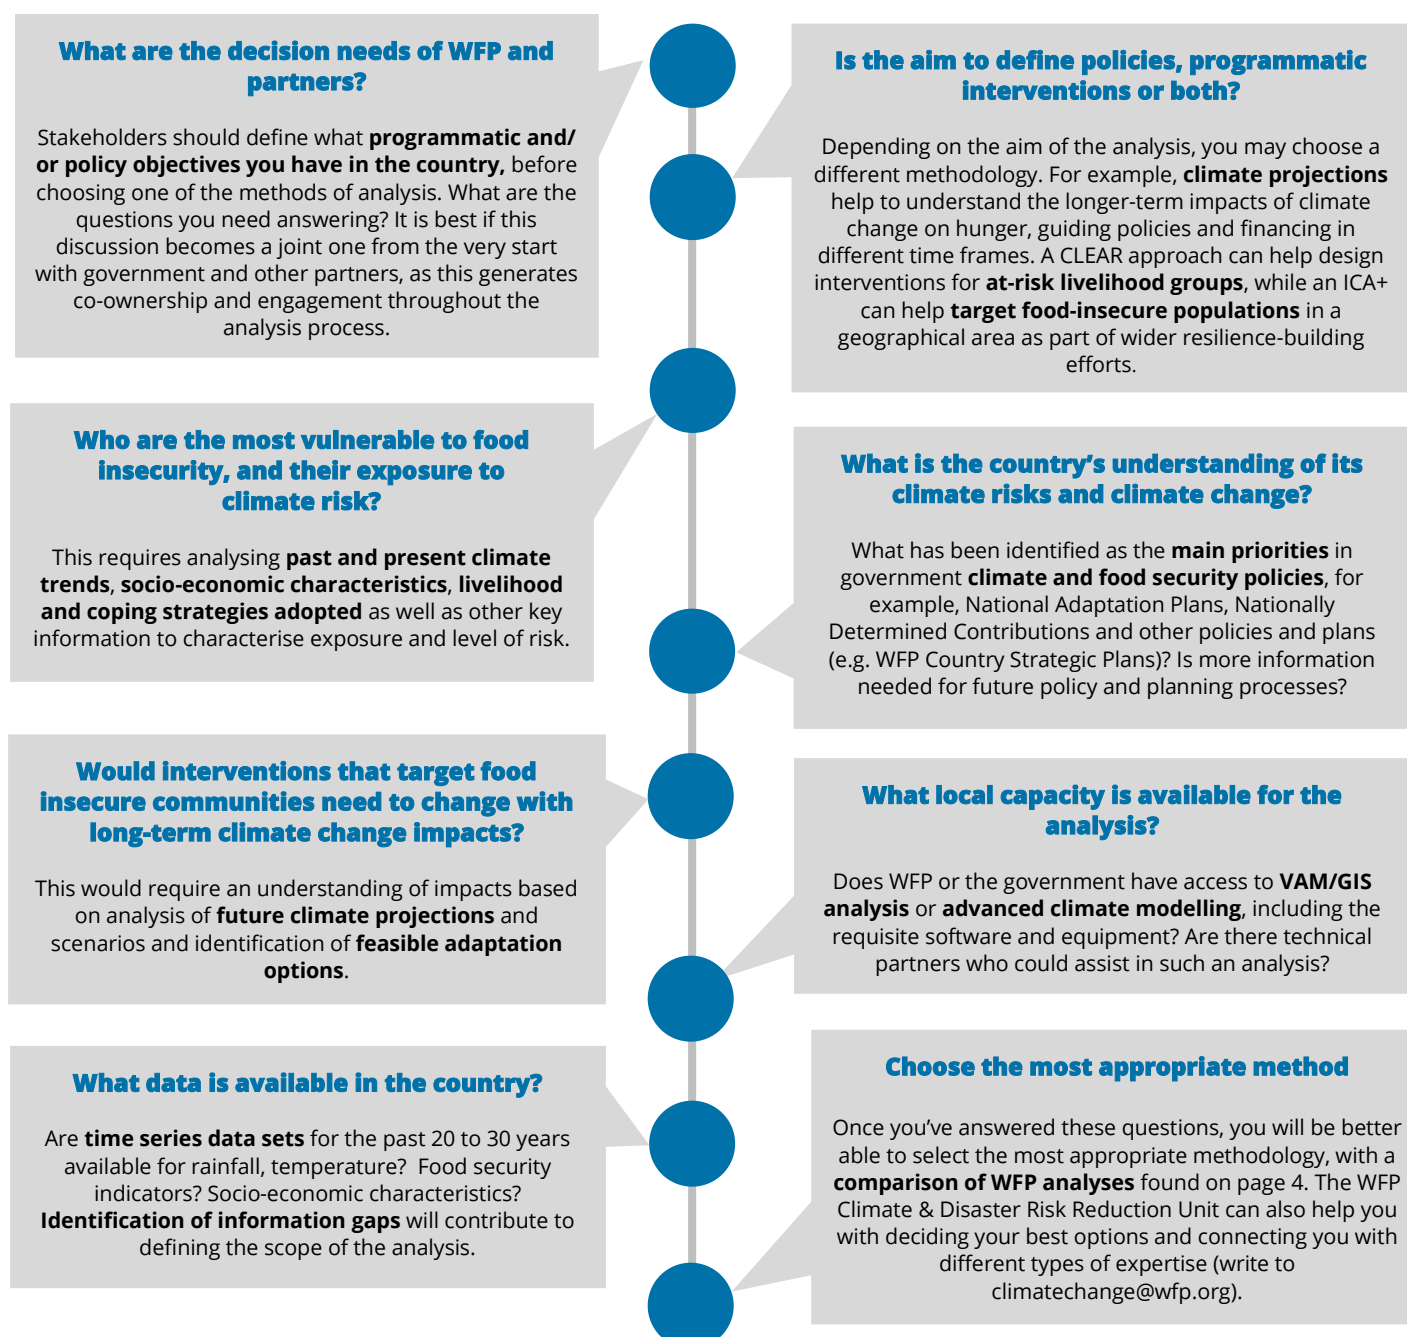 What are the decision needs of WFP and
partners?
Stakeholders should define what programmatic and/
or policy objectives you have in the country, before
choosing one of the methods of analysis. What are the
questions you need answering? It is best if this
discussion becomes a joint one from the very start
with government and other partners, as this generates
co-ownership and engagement throughout the
analysis process.
Is the aim to define policies, programmatic
interventions or both?
Depending on the aim of the analysis, you may choose a
different methodology. For example, climate projections
help to understand the longer-term impacts of climate
change on hunger, guiding policies and financing in
different time frames. A CLEAR approach can help design
interventions for at-risk livelihood groups, while an ICA+
can help target food-insecure populations in a
geographical area as part of wider resilience-building
efforts.
Who are the most vulnerable to food
insecurity, and their exposure to
climate risk?
This requires analysing past and present climate
trends, socio-economic characteristics, livelihood
and coping strategies adopted as well as other key
information to characterise exposure and level of risk.
What is the country's understanding of its
climate risks and climate change?
What has been identified as the main priorities in
government climate and food security policies, for
example, National Adaptation Plans, Nationally
Determined Contributions and other policies and plans
(e.g. WFP Country Strategic Plans)? Is more information
needed for future policy and planning processes?
Would interventions that target food
insecure communities need to change with
long-term climate change impacts?
This would require an understanding of impacts based
on analysis of future climate projections and
scenarios and identification of feasible adaptation
options.
What local capacity is available for the
analysis?
Does WFP or the government have access to VAM/GIS
analysis or advanced climate modelling, including the
requisite software and equipment? Are there technical
partners who could assist in such an analysis?
What data is available in the country?
Are time series data sets for the past 20 to 30 years
available for rainfall, temperature? Food security
indicators? Socio-economic characteristics?
Identification of information gaps will contribute to
defining the scope of the analysis.
Choose the most appropriate method
Once you've answered these questions, you will be better
able to select the most appropriate methodology, with a
comparison of WFP analyses found on page 4. The WFP
Climate & Disaster Risk Reduction Unit can also help you
with deciding your best options and connecting you with
different types of expertise (write to
climatechange@wfp.org).